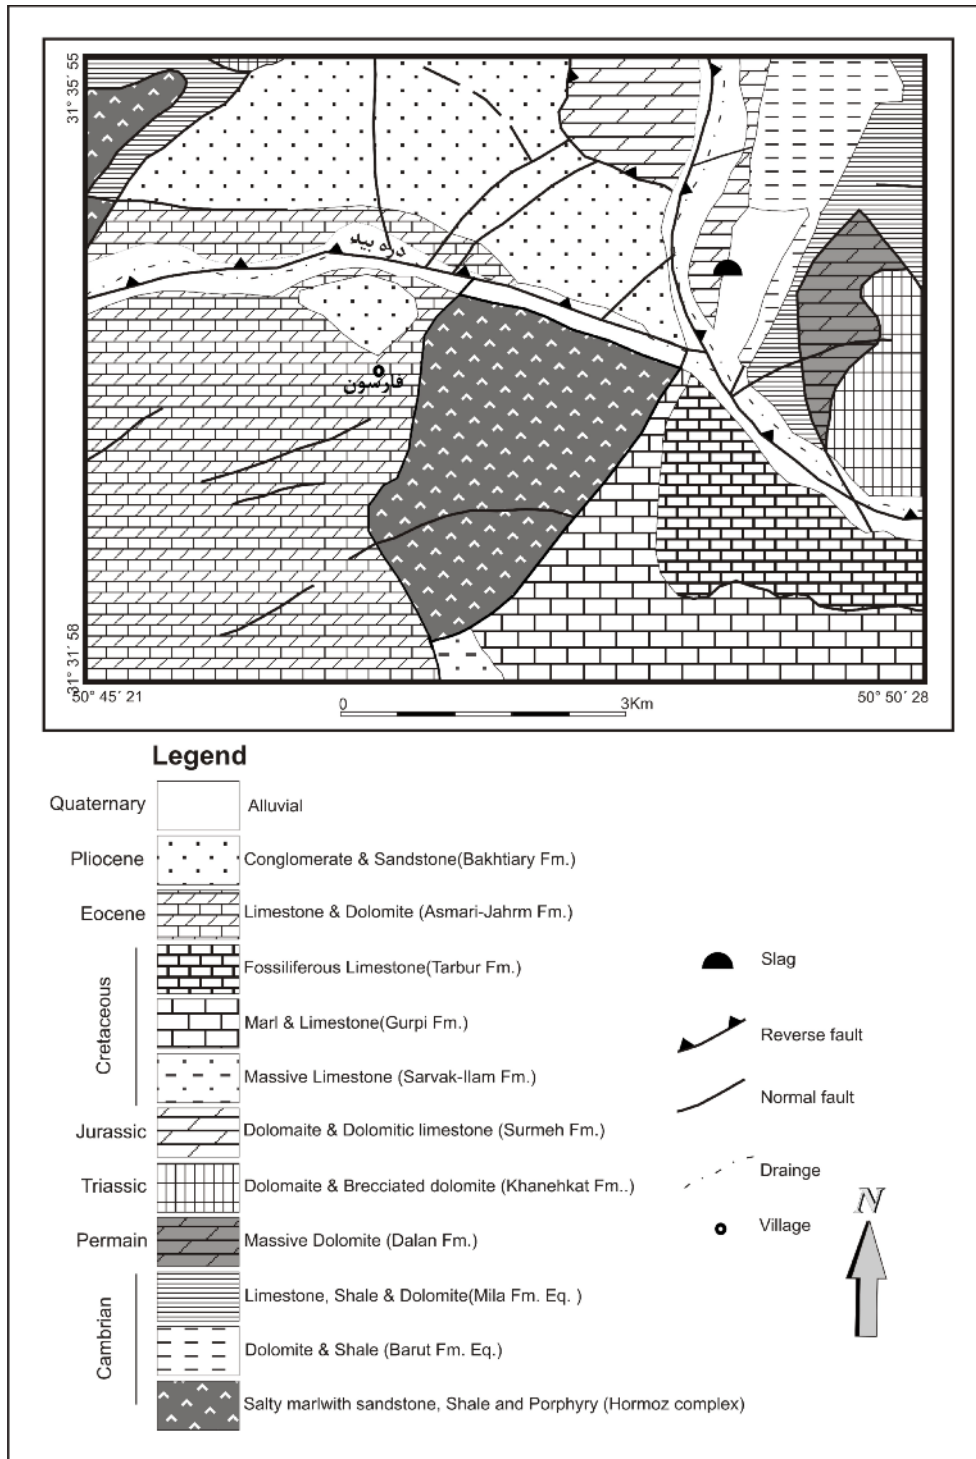 31° 35´ 55
دره بید
فارسون
31° 31´ 58
50° 45´ 21
50° 50´ 28
0
3Km
Legend
Quaternary
Alluvial
Pliocene
Conglomerate & Sandstone(Bakhtiary Fm.)
Eocene
Limestone & Dolomite (Asmari-Jahrm Fm.)
Cretaceous
Fossiliferous Limestone(Tarbur Fm.)
Marl & Limestone(Gurpi Fm.)
Massive Limestone (Sarvak-Ilam Fm.)
Jurassic
Dolomaite & Dolomitic limestone (Surmeh Fm.)
Triassic
Dolomaite & Brecciated dolomite (Khanehkat Fm..)
Permain
Massive Dolomite (Dalan Fm.)
Cambrian
Limestone, Shale & Dolomite(Mila Fm. Eq. )
Dolomite & Shale (Barut Fm. Eq.)
Salty marlwith sandstone, Shale and Porphyry (Hormoz complex)
Slag
Reverse fault
Normal fault
Drainge
Village
N